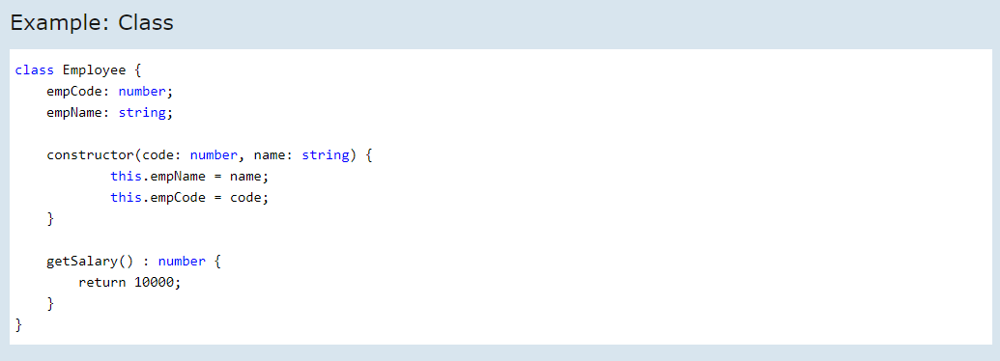 Example: Class
class Employee {
    empCode: number;
    empName: string;

    constructor(code: number, name: string) {
            this.empName = name;
            this.empCode = code;
    }

    getSalary() : number {
        return 10000;
    }
}